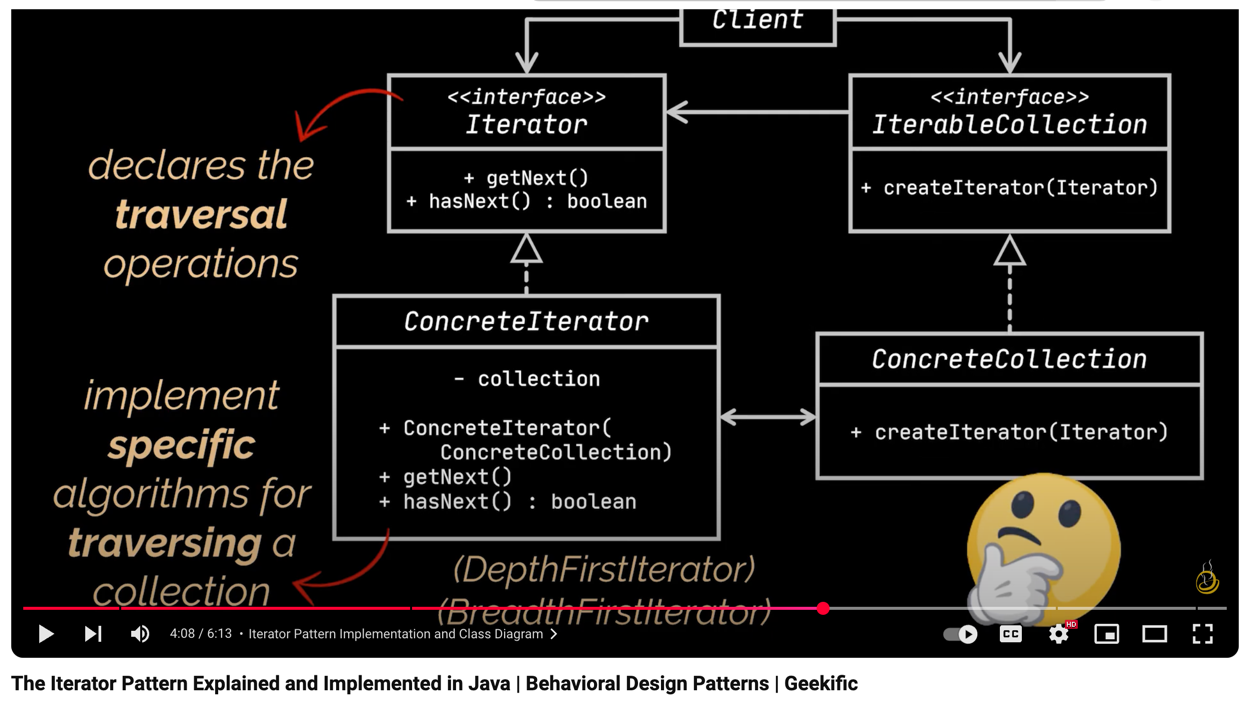 Client
<<interface>>
Iterator
+ getNext()
+ hasNext() : boolean
<<interface>>
IterableCollection
+ createIterator(Iterator)
declares the
traversal
operations
ConcreteIterator
- collection
+ ConcreteIterator(
ConcreteCollection)
+ getNext()
+ hasNext() : boolean
ConcreteCollection
+ createIterator(Iterator)
implement
specific
algorithms for
traversing a
collection
(DepthFirstIterator)
(BreadthFirstIterator)
4:08 / 6:13 • Iterator Pattern Implementation and Class Diagram
CC
HD
The Iterator Pattern Explained and Implemented in Java | Behavioral Design Patterns | Geekific